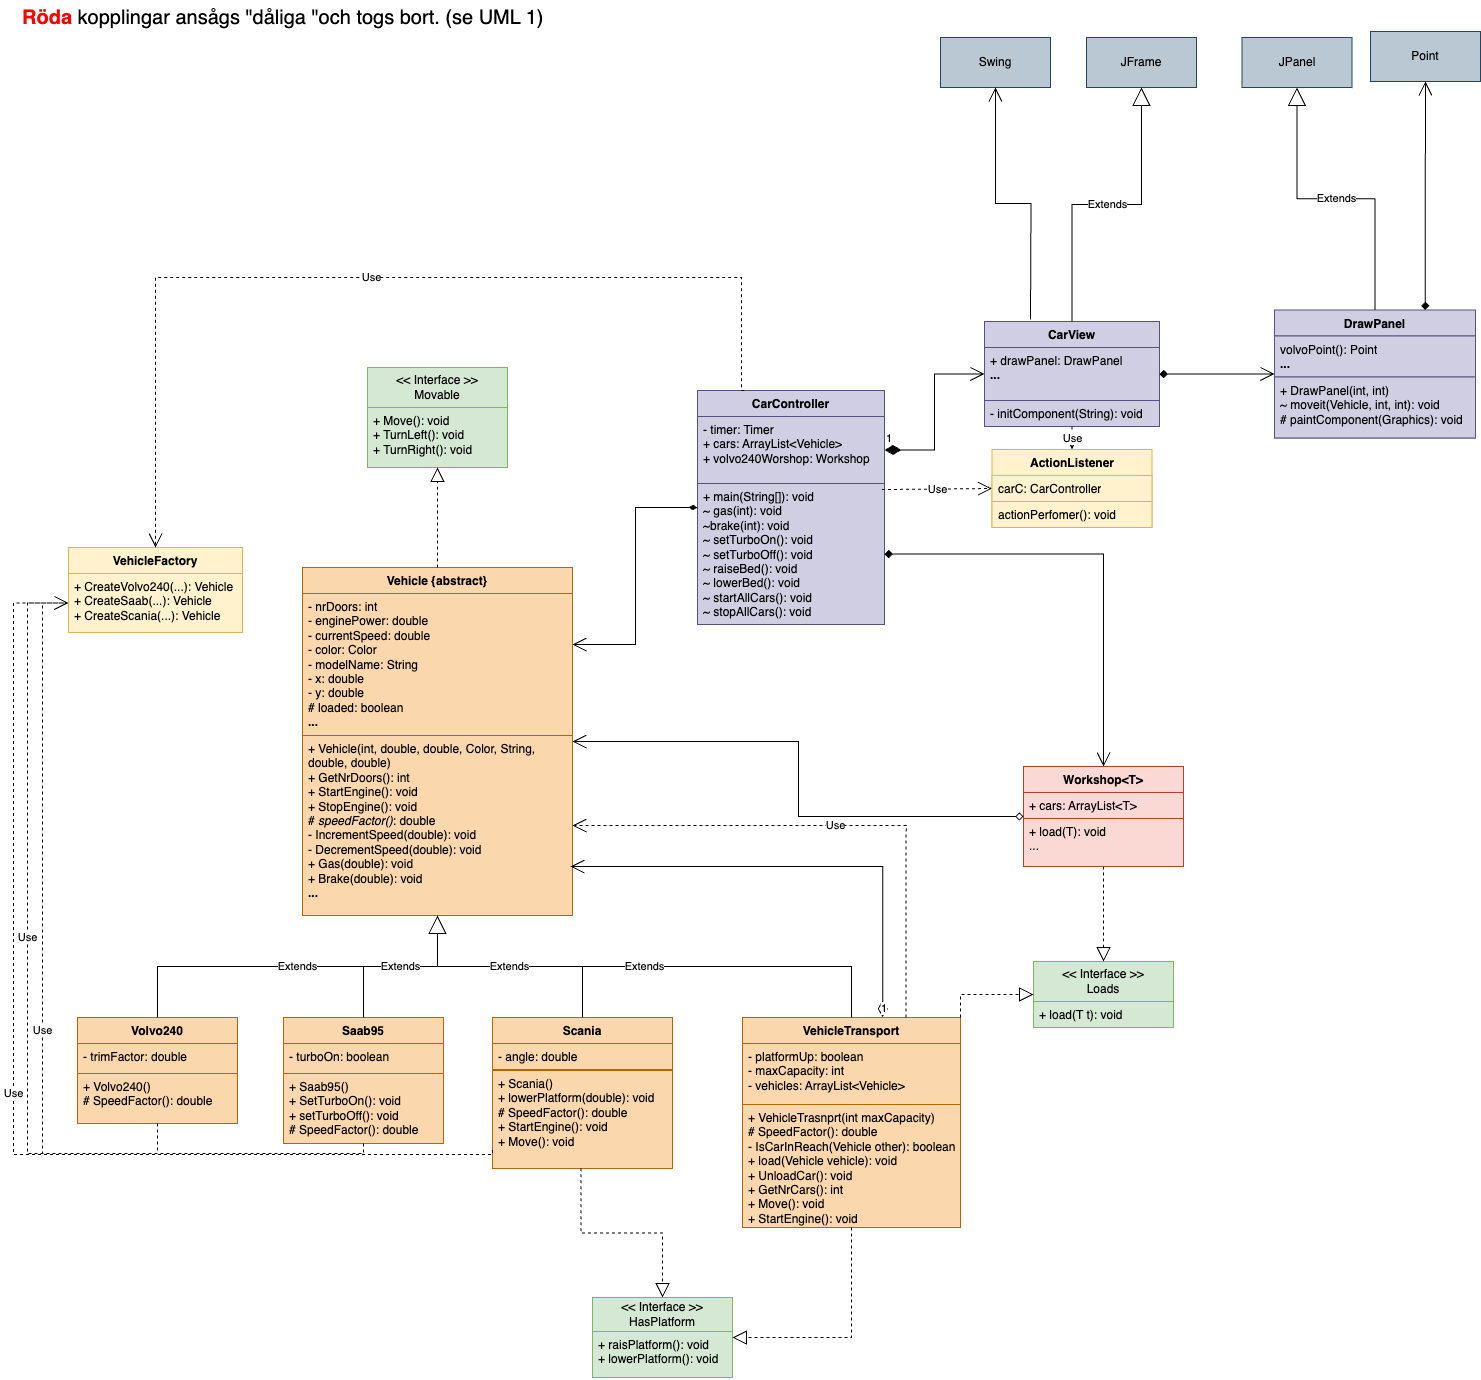 Röda kopplingar ansågs "dåliga "och togs bort. (se UML 1)
Swing
JFrame
JPanel
Point
Extends
Extends
Use
CarView
+ drawPanel: DrawPanel
...
- initComponent(String): void
DrawPanel
volvoPoint(): Point
...
+ DrawPanel(int, int)
~ moveit(Vehicle, int, int): void
# paintComponent(Graphics): void
<< Interface >>
Movable
+ Move(): void
+ TurnLeft(): void
+ TurnRight(): void
CarController
- timer: Timer
+ cars: ArrayList<Vehicle>
+ volvo240Worshop: Workshop
+ main(String[]): void
~ gas(int): void
~brake(int): void
~ setTurboOn(): void
~ setTurboOff(): void
~ raiseBed(): void
~ lowerBed(): void
~ startAllCars(): void
~ stopAllCars(): void
1
Use
Use
ActionListener
carC: CarController
actionPerfomer(): void
VehicleFactory
+ CreateVolvo240(...): Vehicle
+ CreateSaab(...): Vehicle
+ CreateScania(...): Vehicle
Vehicle {abstract}
- nrDoors: int
- enginePower: double
- currentSpeed: double
- color: Color
- modelName: String
- x: double
- y: double
# loaded: boolean
...
+ Vehicle(int, double, double, Color, String,
double, double)
+ GetNrDoors(): int
+ StartEngine(): void
+ StopEngine(): void
# speedFactor(): double
- IncrementSpeed(double): void
- DecrementSpeed(double): void
+ Gas(double): void
+ Brake(double): void
...
Workshop<T>
+ cars: ArrayList<T>
+ load(T): void
...
Use
Use
Use
Use
Extends
Extends
Extends
Extends
1
<< Interface >>
Loads
+ load(T t): void
Volvo240
- trimFactor: double
+ Volvo240()
# SpeedFactor(): double
Saab95
- turboOn: boolean
+ Saab95()
+ SetTurboOn(): void
+ setTurboOff(): void
# SpeedFactor(): double
Scania
- angle: double
+ Scania()
+ lowerPlatform(double): void
# SpeedFactor(): double
+ StartEngine(): void
+ Move(): void
VehicleTransport
- platformUp: boolean
- maxCapacity: int
- vehicles: ArrayList<Vehicle>
+ VehicleTrasnprt(int maxCapacity)
# SpeedFactor(): double
- IsCarInReach(Vehicle other): boolean
+ load(Vehicle vehicle): void
+ UnloadCar(): void
+ GetNrCars(): int
+ Move(): void
+ StartEngine(): void
<< Interface >>
HasPlatform
+ raisPlatform(): void
+ lowerPlatform(): void